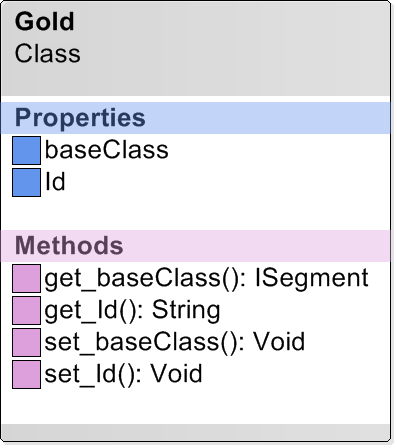 Gold
Class
Properties
baseClass
Id
Methods
get_baseClass(): ISegment
get_Id(): String
set_baseClass(): Void
set_Id(): Void